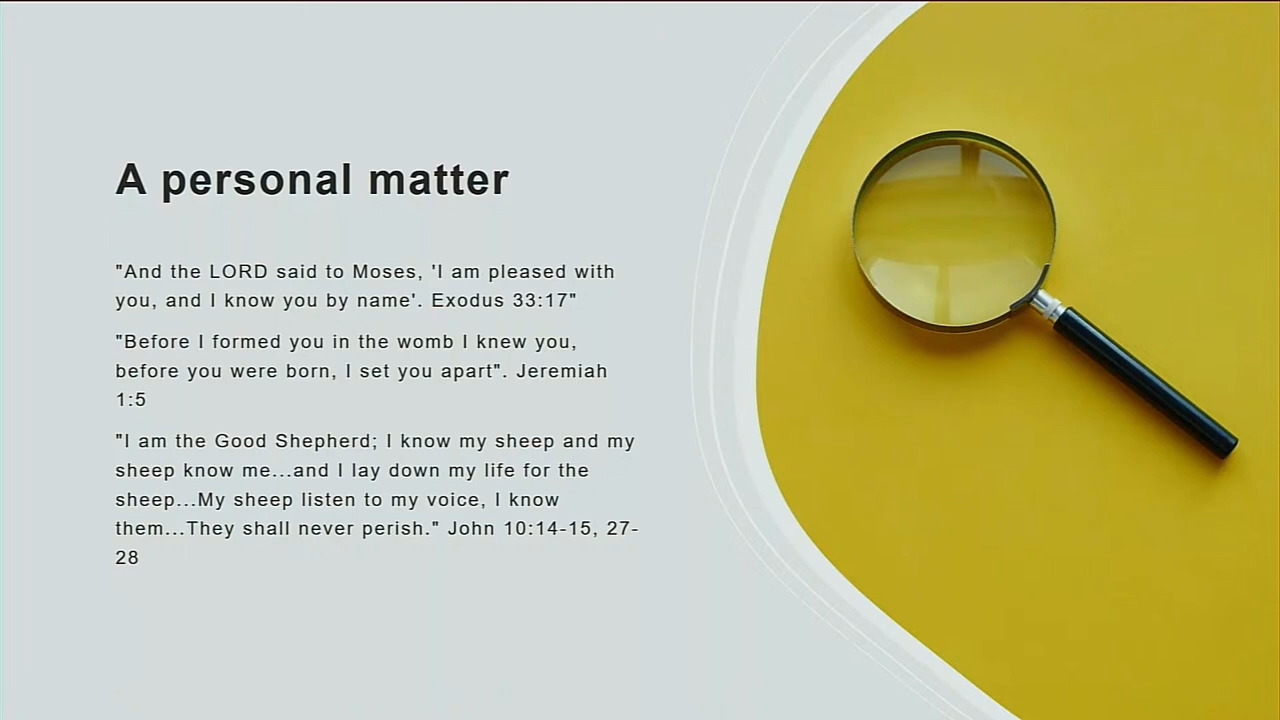 A personal matter
"And the LORD said to Moses, 'I am pleased with
you, and I know you by name'. Exodus 33:17"
"Before I formed you in the womb I knew you,
before you were born, I set you apart". Jeremiah
1:5
"I am the Good Shepherd; I know my sheep and my
sheep know me...and I lay down my life for the
sheep...My sheep listen to my voice, I know
them...They shall never perish." John 10:14-15, 27-
28